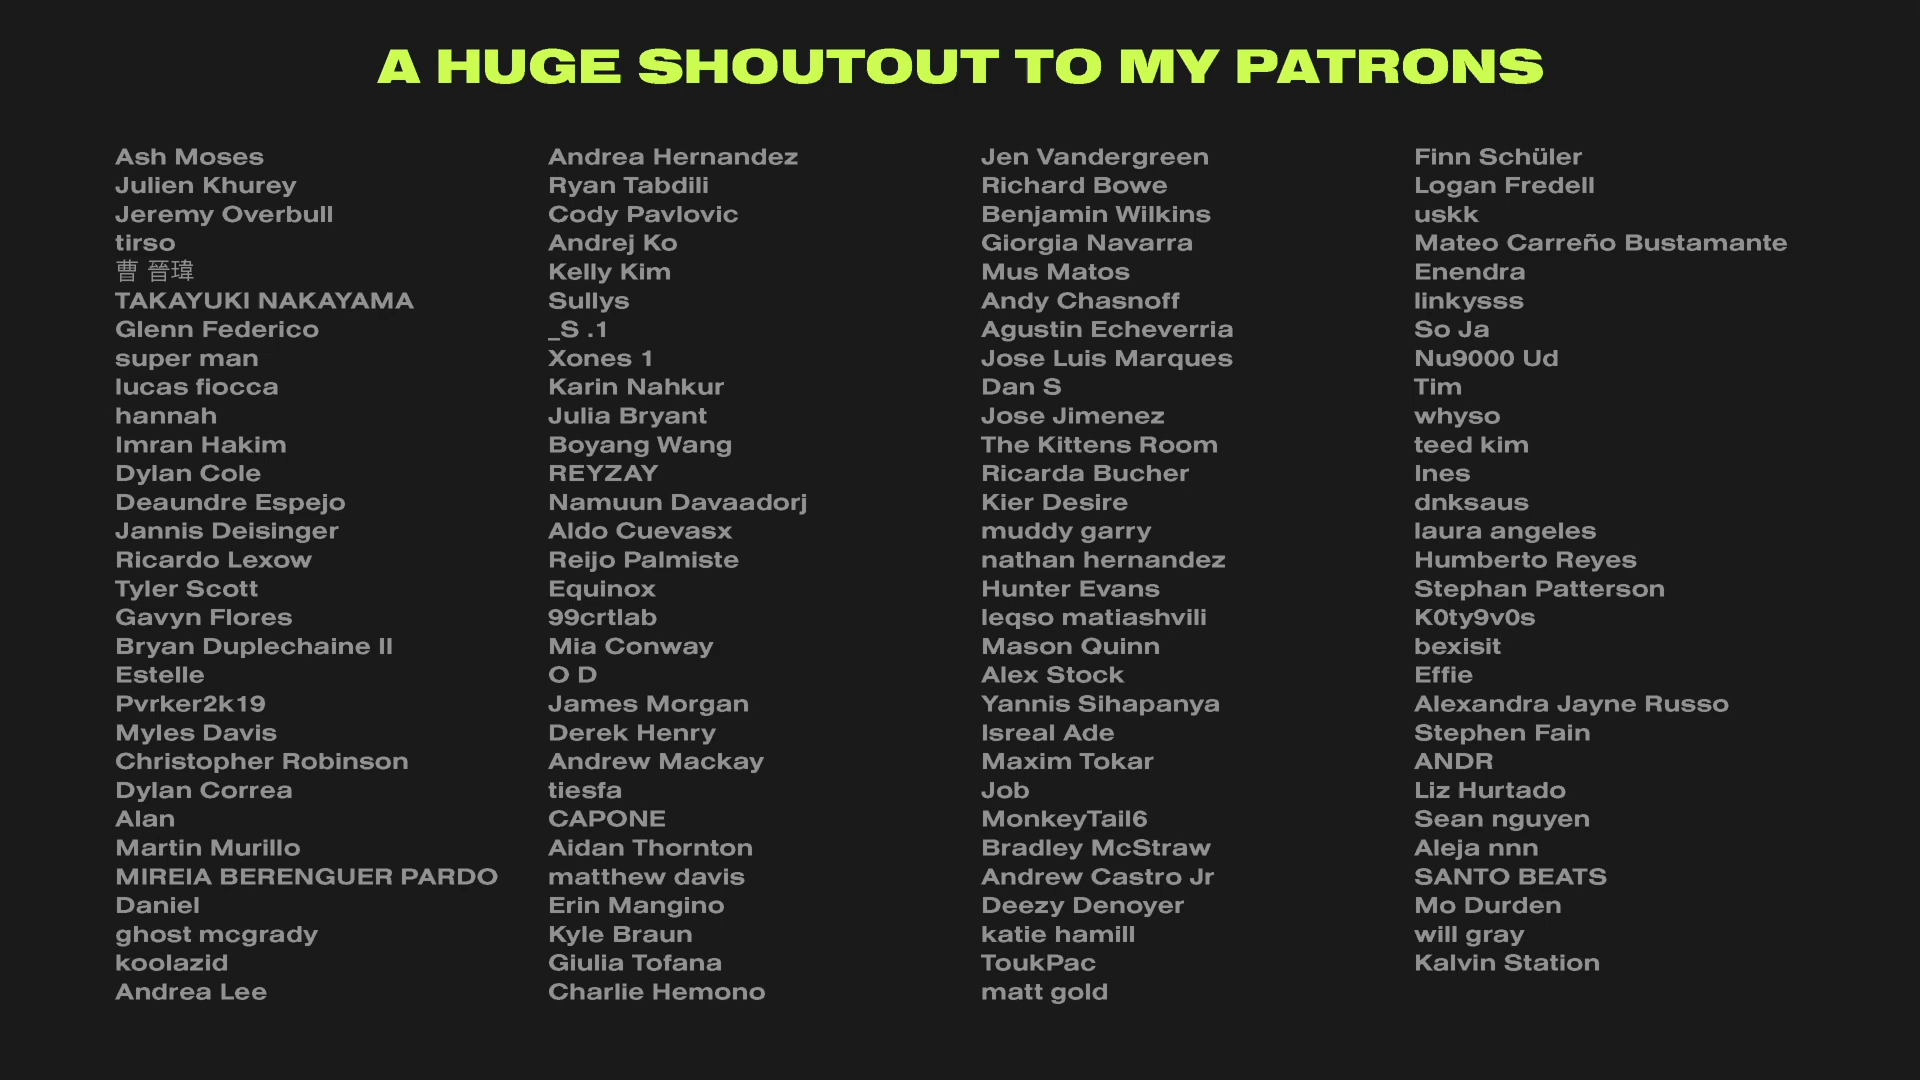 A HUGE SHOUTOUT TO MY PATRONS
Ash Moses
Julien Khurey
Jeremy Overbull
tirso
曹 晉瑋
TAKAYUKI NAKAYAMA
Glenn Federico
super man
lucas fiocca
hannah
Imran Hakim
Dylan Cole
Deaundre Espejo
Jannis Deisinger
Ricardo Lexow
Tyler Scott
Gavyn Flores
Bryan Duplechaine II
Estelle
Pvrker2k19
Myles Davis
Christopher Robinson
Dylan Correa
Alan
Martin Murillo
MIREIA BERENGUER PARDO
Daniel
ghost mcgrady
koolazid
Andrea Lee
Andrea Hernandez
Ryan Tabdili
Cody Pavlovic
Andrej Ko
Kelly Kim
Sullys
_S .1
Xones 1
Karin Nahkur
Julia Bryant
Boyang Wang
REYZAY
Namuun Davaadorj
Aldo Cuevasx
Reijo Palmiste
Equinox
99crtlab
Mia Conway
O D
James Morgan
Derek Henry
Andrew Mackay
tiesfa
CAPONE
Aidan Thornton
matthew davis
Erin Mangino
Kyle Braun
Giulia Tofana
Charlie Hemono
Jen Vandergreen
Richard Bowe
Benjamin Wilkins
Giorgia Navarra
Mus Matos
Andy Chasnoff
Agustin Echeverria
Jose Luis Marques
Dan S
Jose Jimenez
The Kittens Room
Ricarda Bucher
Kier Desire
muddy garry
nathan hernandez
Hunter Evans
leqso matiashvili
Mason Quinn
Alex Stock
Yannis Sihapanya
Isreal Ade
Maxim Tokar
Job
MonkeyTail6
Bradley McStraw
Andrew Castro Jr
Deezy Denoyer
katie hamill
ToukPac
matt gold
Finn Schüler
Logan Fredell
uskk
Mateo Carreño Bustamante
Enendra
linkysss
So Ja
Nu9000 Ud
Tim
whyso
teed kim
Ines
dnksaus
laura angeles
Humberto Reyes
Stephan Patterson
K0ty9v0s
bexisit
Effie
Alexandra Jayne Russo
Stephen Fain
ANDR
Liz Hurtado
Sean nguyen
Aleja nnn
SANTO BEATS
Mo Durden
will gray
Kalvin Station